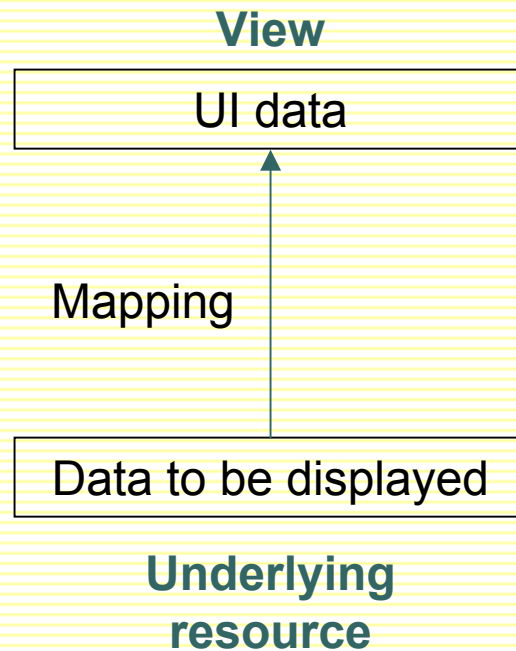 View
UI data
Mapping
Data to be displayed
Underlying
resource